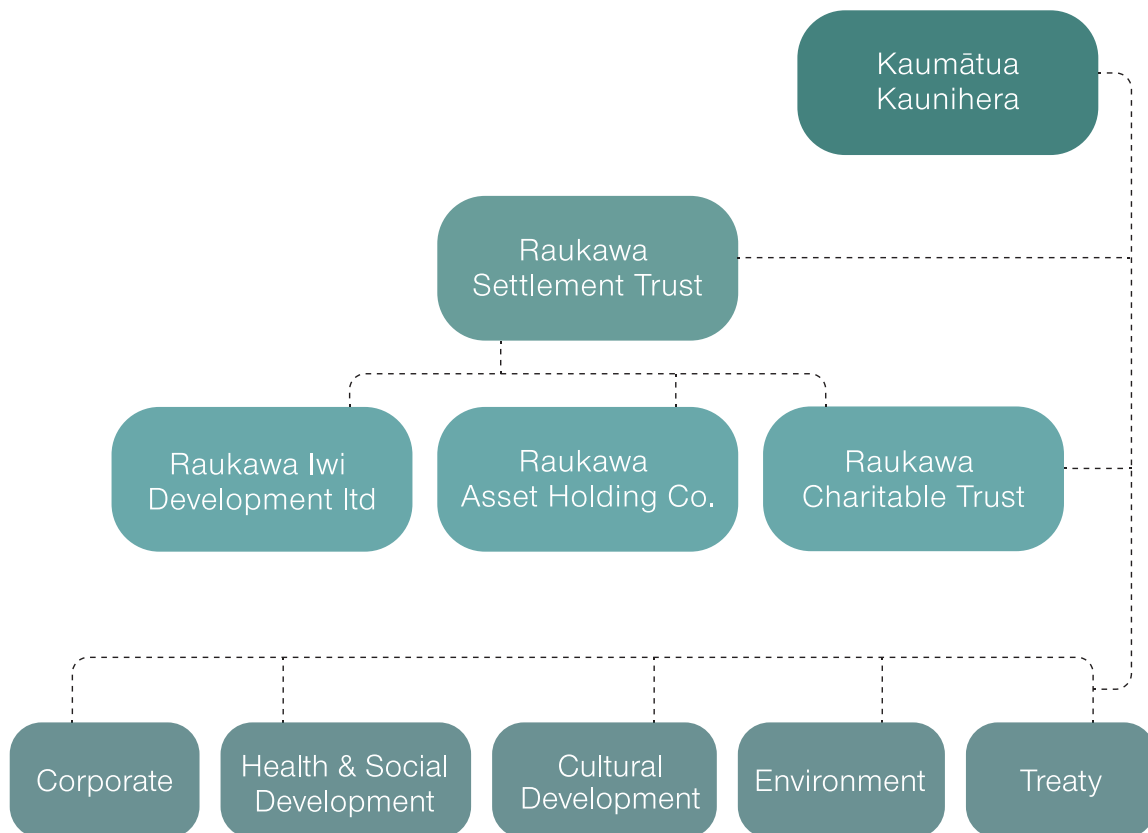 Kaumātua
Kaunihera
Raukawa
Settlement Trust
Raukawa Iwi
Development ltd
Raukawa
Asset Holding Co.
Raukawa
Charitable Trust
Corporate
Health & Social
Development
Cultural
Development
Environment
Treaty